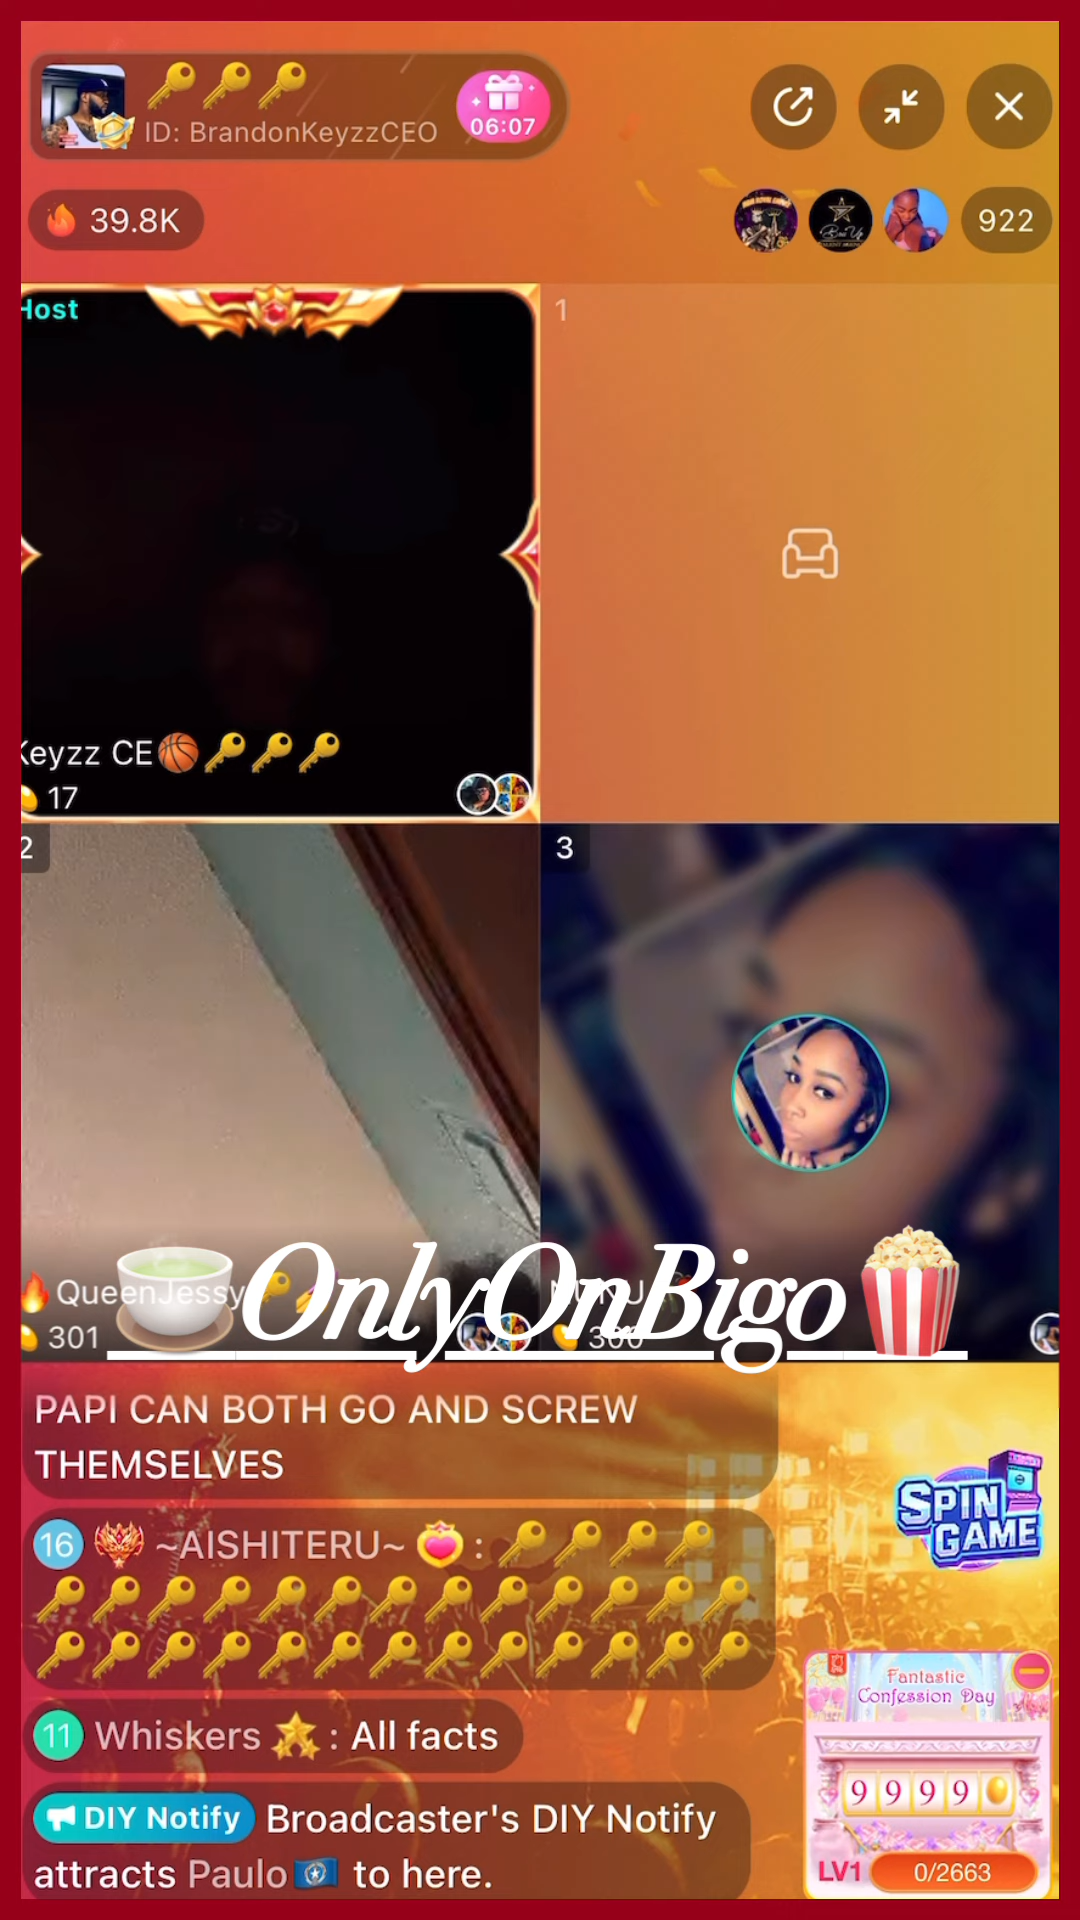 🔑🔑🔑
ID: BrandonKeyzzCEO
06:07
39.8K
922
Host
1
Keyzz CE🏀🔑🔑🔑
17
2
3
🔥QueenJessy🔑
301
300
OnlyOnBigo
PAPI CAN BOTH GO AND SCREW
THEMSELVES
16 ~AISHITERU~ 💝 : 🔑🔑🔑🔑
🔑🔑🔑🔑🔑🔑🔑🔑🔑🔑🔑🔑🔑
🔑🔑🔑🔑🔑🔑🔑🔑🔑🔑🔑🔑🔑
11 Whiskers ⭐ : All facts
DIY Notify Broadcaster's DIY Notify
attracts Paulo to here.
SPIN
GAME
Fantastic
Confession Day
9 9 9 9
LV1 0/2663